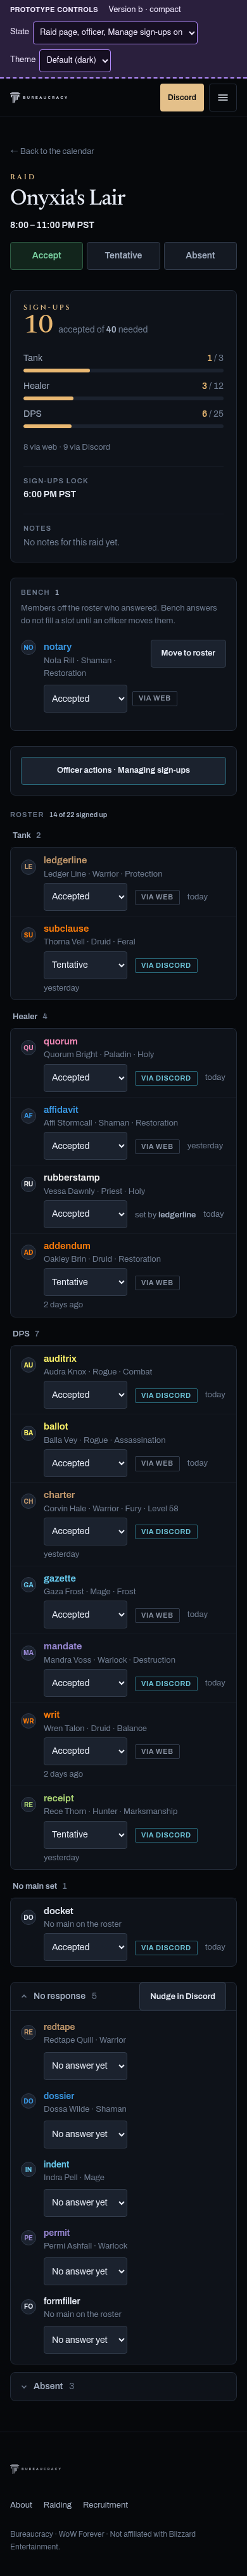 PROTOTYPE CONTROLS Version b · compact
State Raid page, officer, Manage sign-ups on
Theme Default (dark)
BUREAUCRACY Discord
← Back to the calendar
RAID
Onyxia's Lair
8:00 – 11:00 PM PST
Accept Tentative Absent
SIGN-UPS
10 accepted of 40 needed
Tank 1 / 3
Healer 3 / 12
DPS 6 / 25
8 via web · 9 via Discord
SIGN-UPS LOCK
6:00 PM PST
NOTES
No notes for this raid yet.
BENCH 1
Members off the roster who answered. Bench answers
do not fill a slot until an officer moves them.
NO notary Move to roster
Nota Rill · Shaman ·
Restoration
Accepted VIA WEB
Officer actions · Managing sign-ups
ROSTER 14 of 22 signed up
Tank 2
LE ledgerline
Ledger Line · Warrior · Protection
Accepted VIA WEB today
SU subclause
Thorna Vell · Druid · Feral
Tentative VIA DISCORD
yesterday
Healer 4
QU quorum
Quorum Bright · Paladin · Holy
Accepted VIA DISCORD today
AF affidavit
Affi Stormcall · Shaman · Restoration
Accepted VIA WEB yesterday
RU rubberstamp
Vessa Dawnly · Priest · Holy
Accepted set by ledgerline today
AD addendum
Oakley Brin · Druid · Restoration
Tentative VIA WEB
2 days ago
DPS 7
AU auditrix
Audra Knox · Rogue · Combat
Accepted VIA DISCORD today
BA ballot
Balla Vey · Rogue · Assassination
Accepted VIA WEB today
CH charter
Corvin Hale · Warrior · Fury · Level 58
Accepted VIA DISCORD
yesterday
GA gazette
Gaza Frost · Mage · Frost
Accepted VIA WEB today
MA mandate
Mandra Voss · Warlock · Destruction
Accepted VIA DISCORD today
WR writ
Wren Talon · Druid · Balance
Accepted VIA WEB
2 days ago
RE receipt
Rece Thorn · Hunter · Marksmanship
Tentative VIA DISCORD
yesterday
No main set 1
DO docket
No main on the roster
Accepted VIA DISCORD today
No response 5 Nudge in Discord
RE redtape
Redtape Quill · Warrior
No answer yet
DO dossier
Dossa Wilde · Shaman
No answer yet
IN indent
Indra Pell · Mage
No answer yet
PE permit
Permi Ashfall · Warlock
No answer yet
FO formfiller
No main on the roster
No answer yet
Absent 3
BUREAUCRACY
About Raiding Recruitment
Bureaucracy · WoW Forever · Not affiliated with Blizzard
Entertainment.